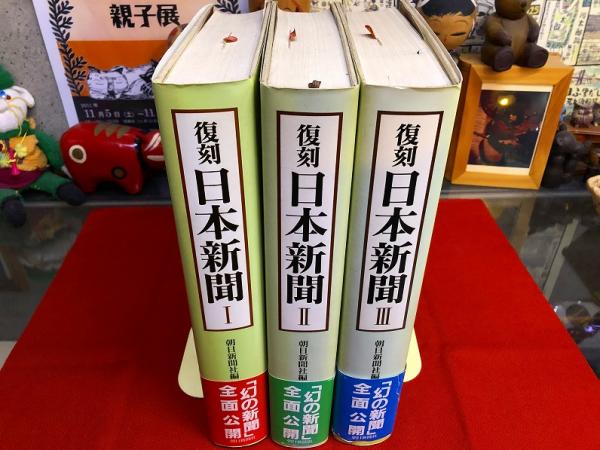 親子展
11月5日(土)~11
復刻
日本新聞
I
朝日新聞社編
「幻の新聞」
全面公開
復刻
日本新聞
II
朝日新聞社編
「幻の新聞」
全面公開
復刻
日本新聞
III
朝日新聞社編
「幻の新聞」
全面公開